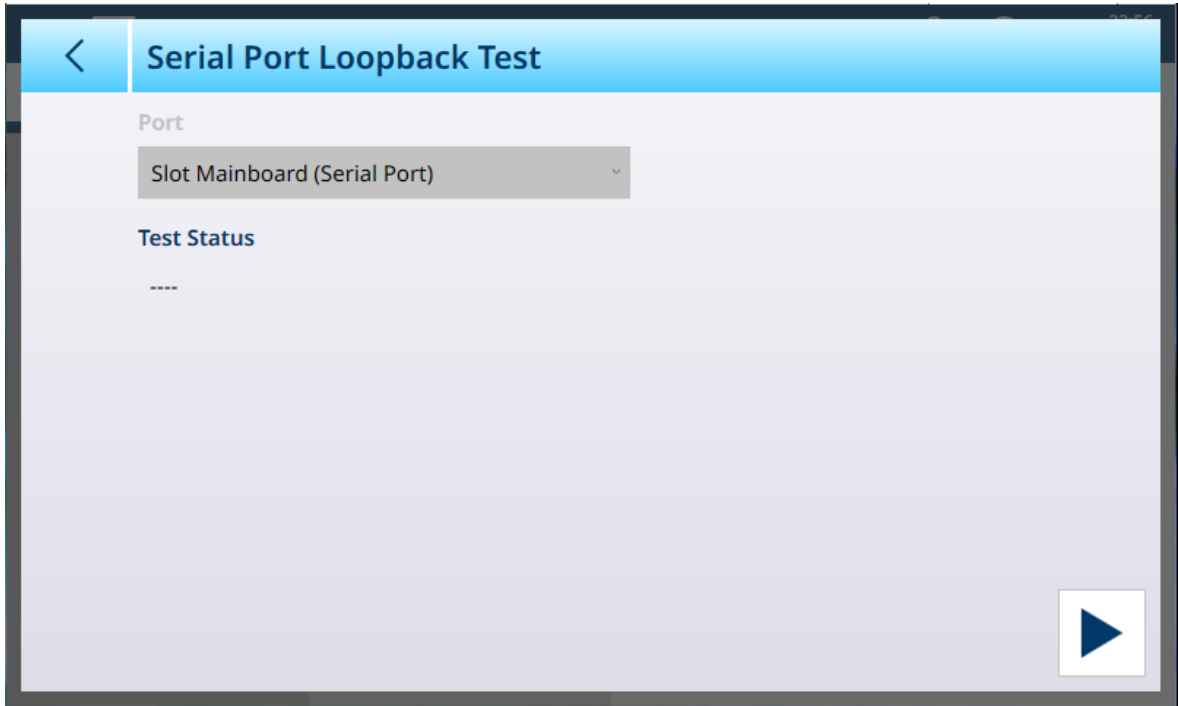 Serial Port Loopback Test
Port
Slot Mainboard (Serial Port)
Test Status
----